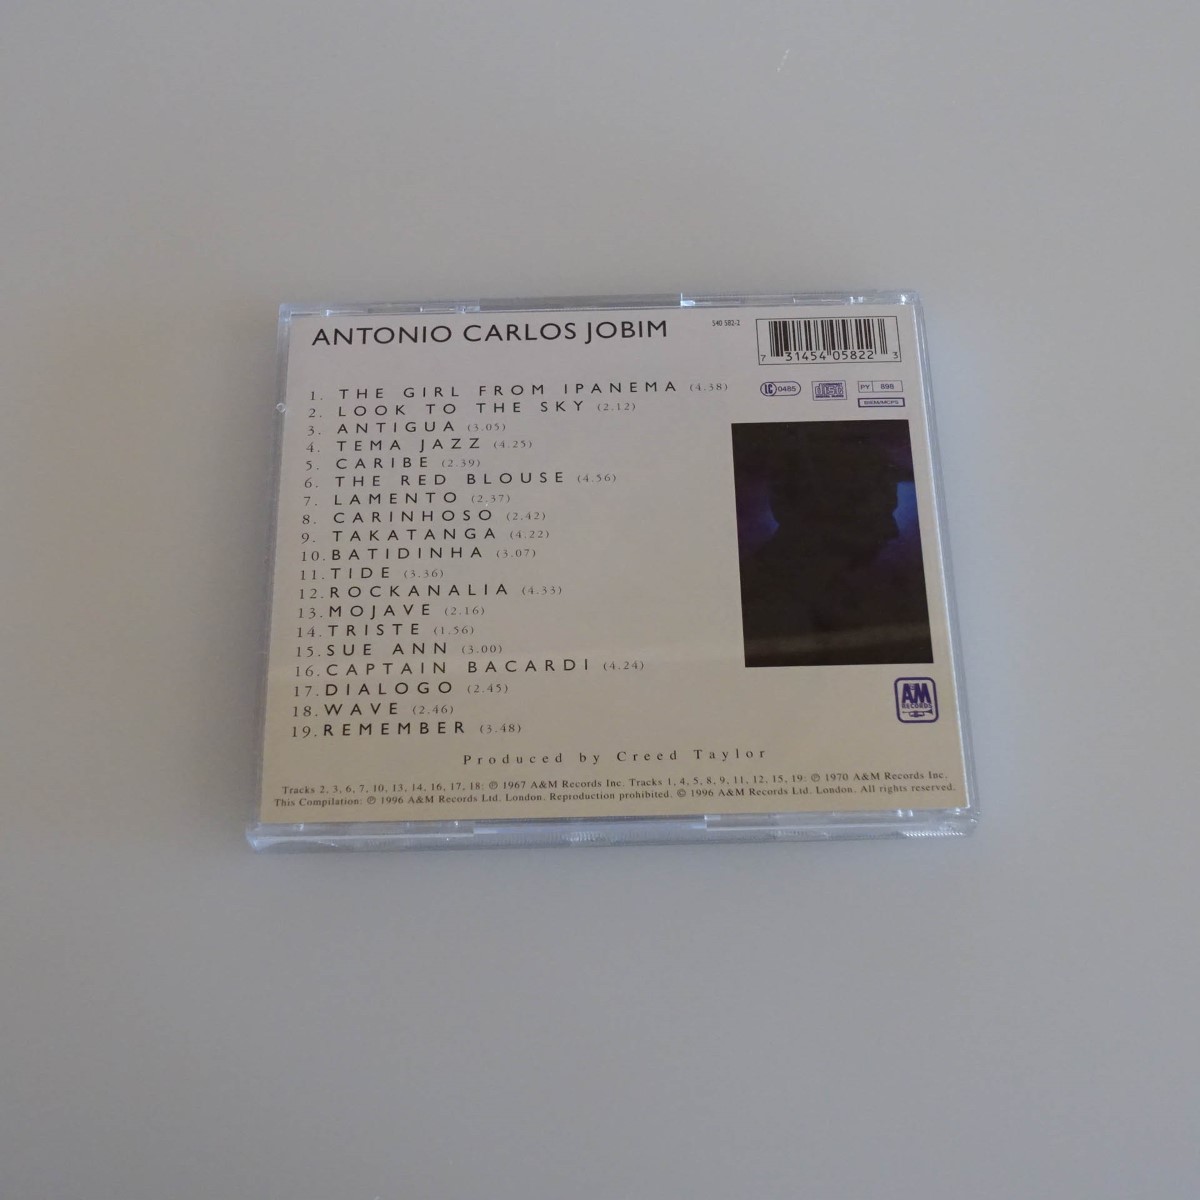 ANTONIO CARLOS JOBIM
540 582-2
7 31454 05822 3
LC 0485
PY 898
BIEM/MCPS
1. THE GIRL FROM IPANEMA (4.38)
2. LOOK TO THE SKY (2.12)
3. ANTIGUA (3.05)
4. TEMA JAZZ (4.25)
5. CARIBE (2.39)
6. THE RED BLOUSE (4.56)
7. LAMENTO (2.37)
8. CARINHOSO (2.42)
9. TAKATANGA (4.22)
10. BATIDINHA (3.07)
11. TIDE (3.36)
12. ROCKANALIA (4.33)
13. MOJAVE (2.16)
14. TRISTE (1.56)
15. SUE ANN (3.00)
16. CAPTAIN BACARDI (4.24)
17. DIALOGO (2.45)
18. WAVE (2.46)
19. REMEMBER (3.48)
A&M
RECORDS
Produced by Creed Taylor
Tracks 2, 3, 6, 7, 10, 13, 14, 16, 17, 18: ℗ 1967 A&M Records Inc. Tracks 1, 4, 5, 8, 9, 11, 12, 15, 19: ℗ 1970 A&M Records Inc.
This Compilation: ℗ 1996 A&M Records Ltd. London. Reproduction prohibited. © 1996 A&M Records Ltd. London. All rights reserved.